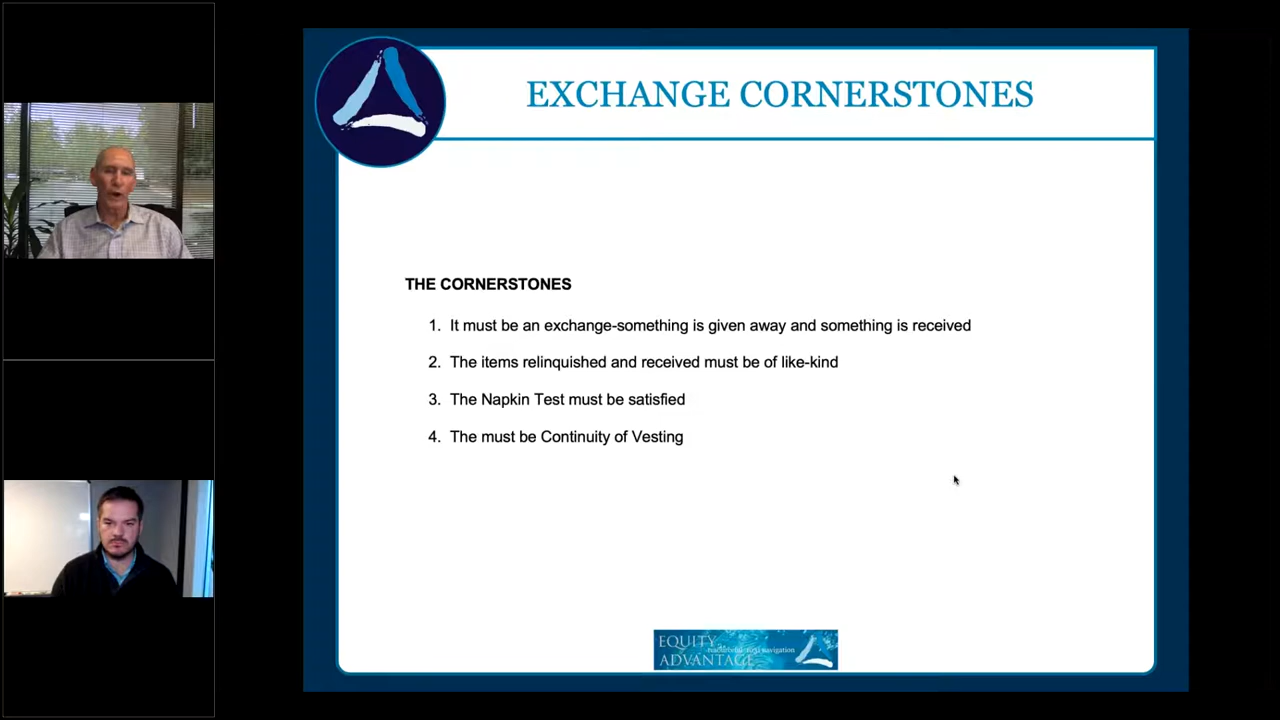 EXCHANGE CORNERSTONES
THE CORNERSTONES
1. It must be an exchange-something is given away and something is received
2. The items relinquished and received must be of like-kind
3. The Napkin Test must be satisfied
4. The must be Continuity of Vesting
EQUITY
navigation
ADVANTAGE